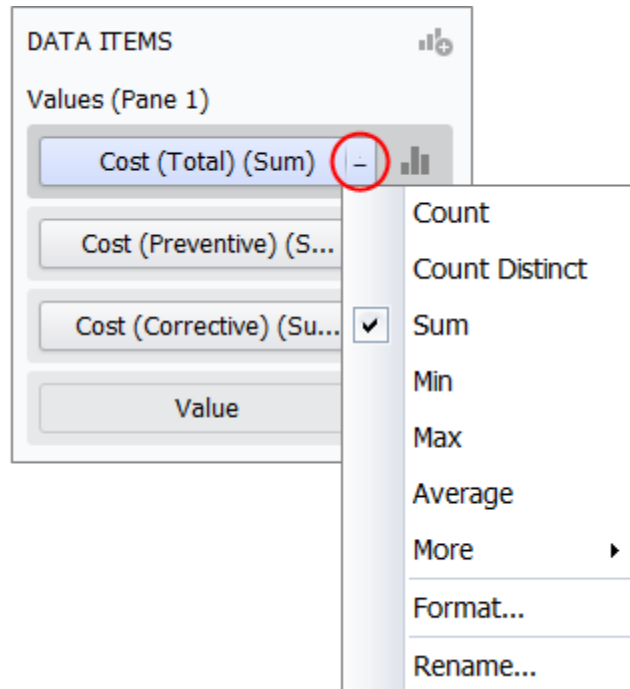 DATA ITEMS
Values (Pane 1)
Cost (Total) (Sum)
Cost (Preventive) (S...
Cost (Corrective) (Su...
Value
Count
Count Distinct
Sum
Min
Max
Average
More
Format...
Rename...